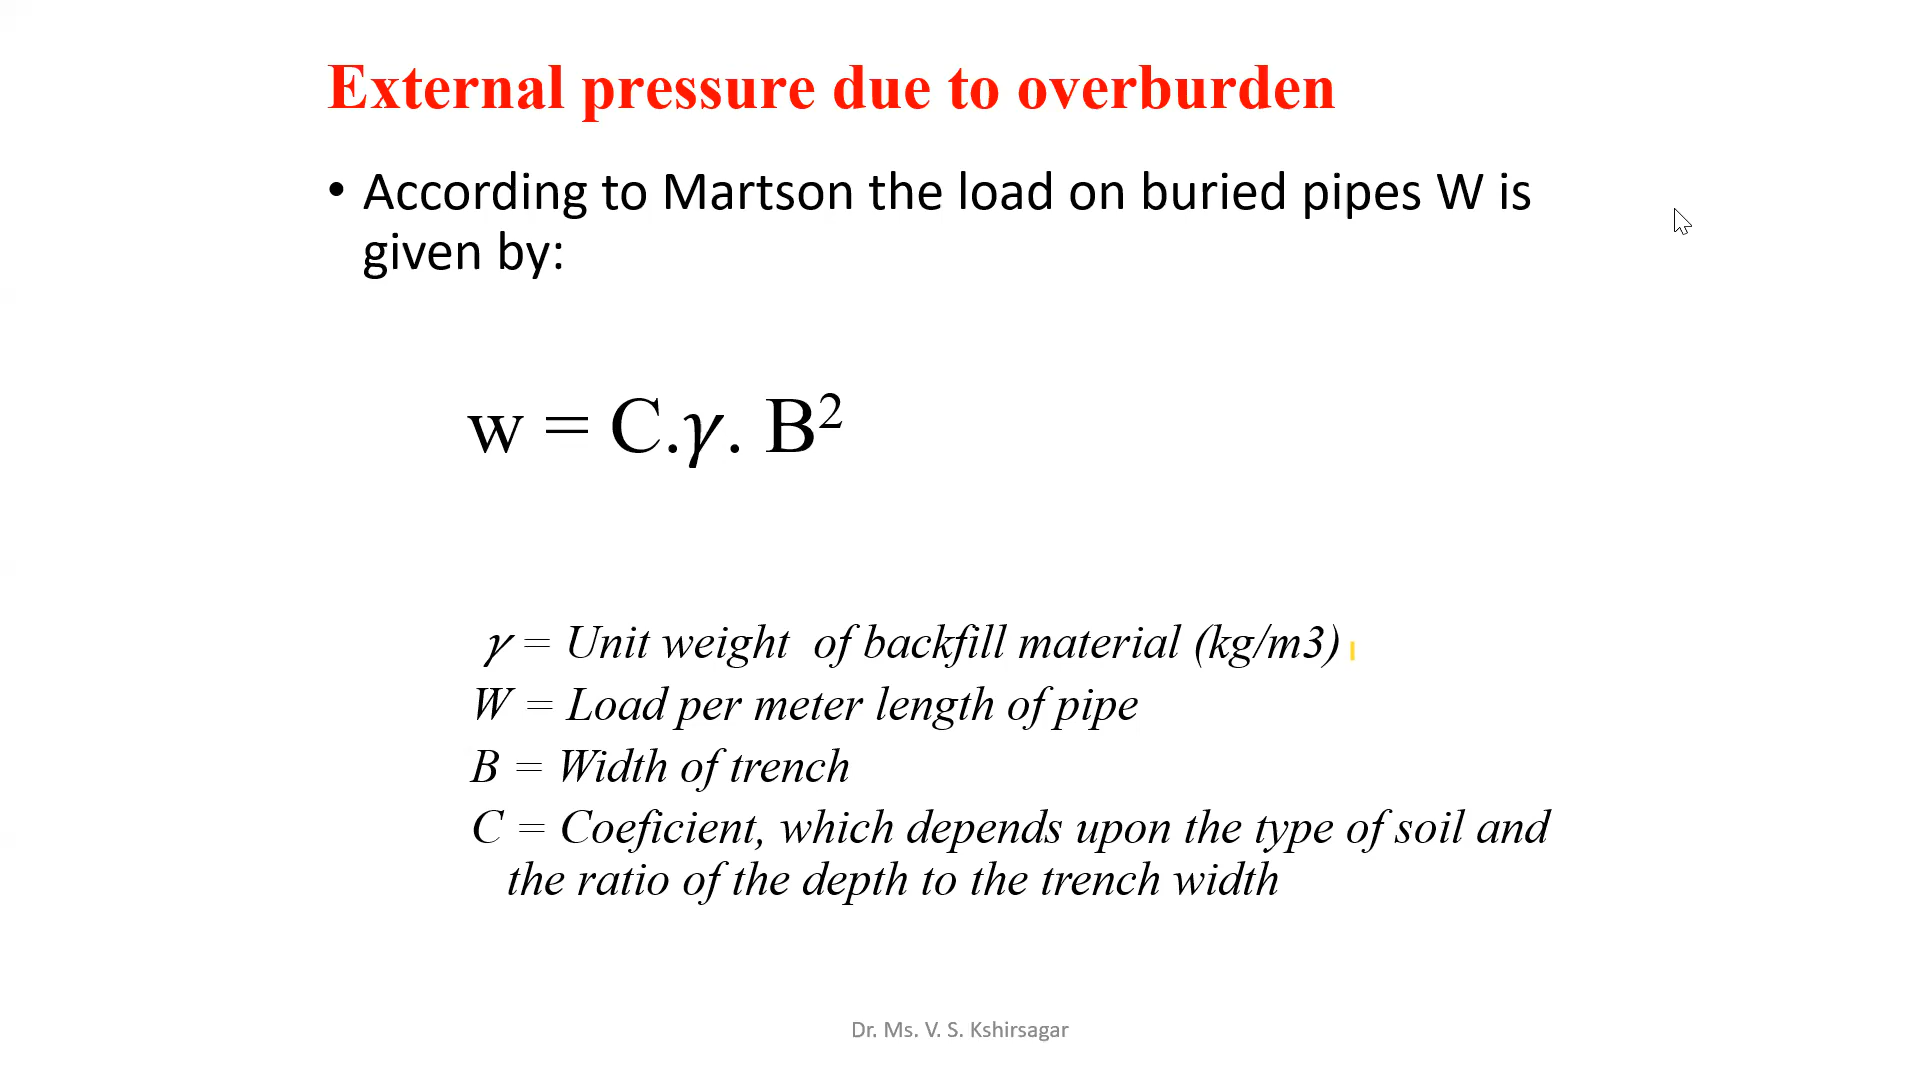 External pressure due to overburden
• According to Martson the load on buried pipes W is
given by:
w = C.γ. B²
γ = Unit weight of backfill material (kg/m3)
W = Load per meter length of pipe
B = Width of trench
C = Coeficient, which depends upon the type of soil and
the ratio of the depth to the trench width
Dr. Ms. V. S. Kshirsagar